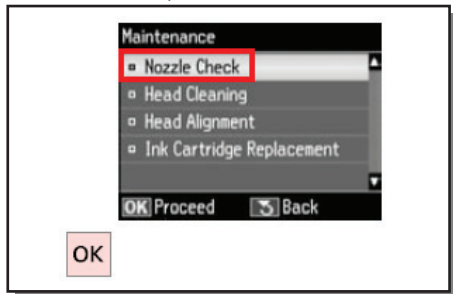 Maintenance
Nozzle Check
Head Cleaning
Head Alignment
Ink Cartridge Replacement
OK Proceed Back
OK